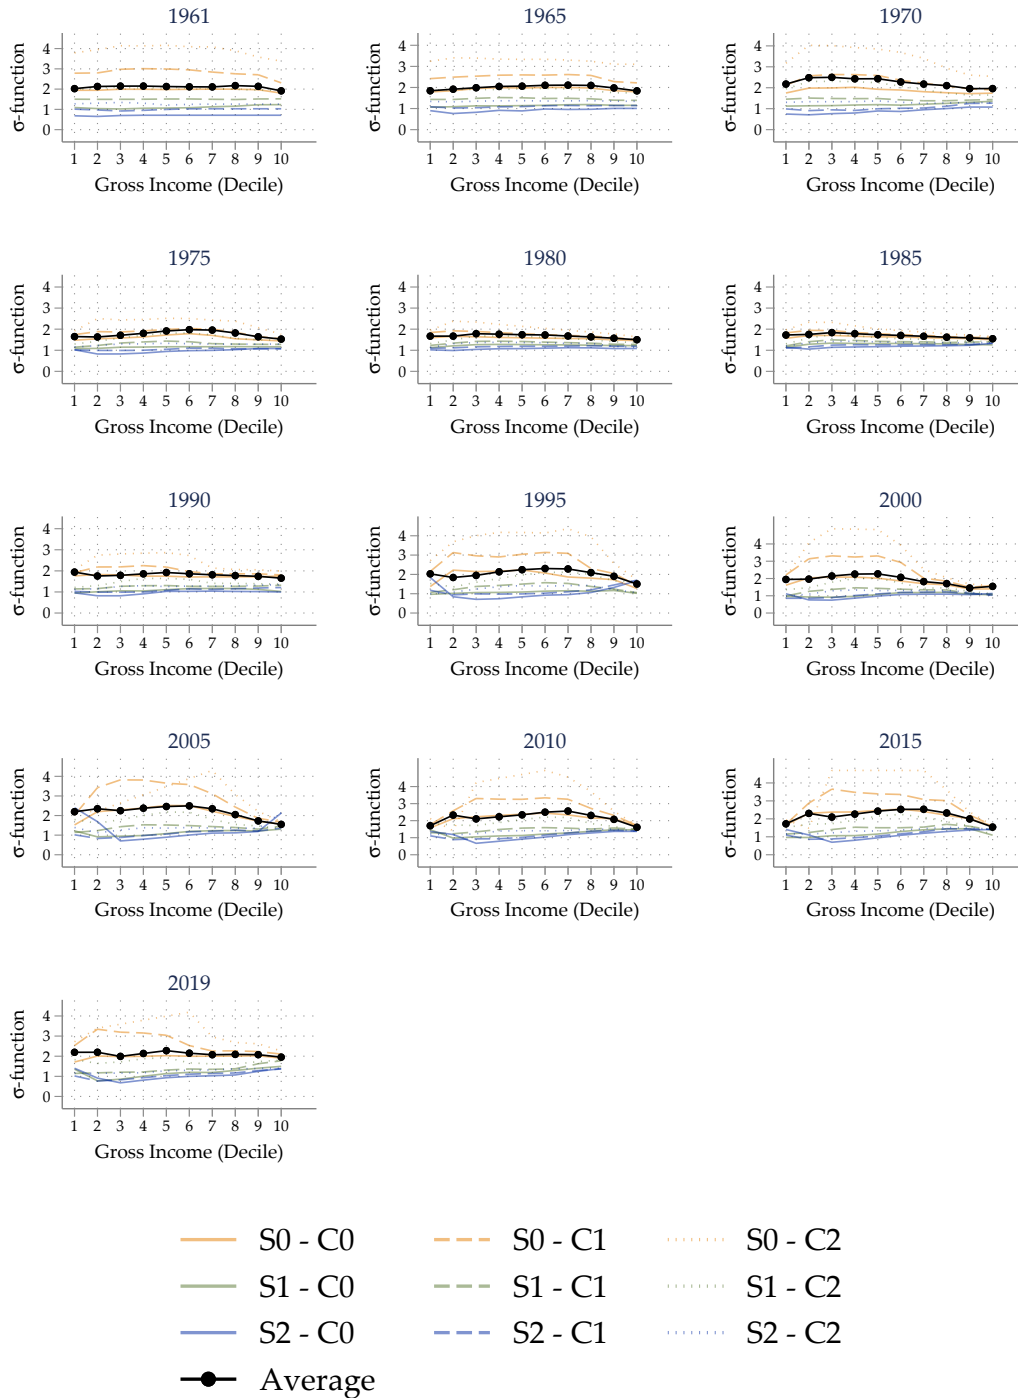 1961 1965 1970
σ-function 4 3 2 1 0 σ-function 4 3 2 1 0 σ-function 4 3 2 1 0
1 2 3 4 5 6 7 8 9 10 1 2 3 4 5 6 7 8 9 10 1 2 3 4 5 6 7 8 9 10
Gross Income (Decile) Gross Income (Decile) Gross Income (Decile)
1975 1980 1985
σ-function 4 3 2 1 0 σ-function 4 3 2 1 0 σ-function 4 3 2 1 0
1 2 3 4 5 6 7 8 9 10 1 2 3 4 5 6 7 8 9 10 1 2 3 4 5 6 7 8 9 10
Gross Income (Decile) Gross Income (Decile) Gross Income (Decile)
1990 1995 2000
σ-function 4 3 2 1 0 σ-function 4 3 2 1 0 σ-function 4 3 2 1 0
1 2 3 4 5 6 7 8 9 10 1 2 3 4 5 6 7 8 9 10 1 2 3 4 5 6 7 8 9 10
Gross Income (Decile) Gross Income (Decile) Gross Income (Decile)
2005 2010 2015
σ-function 4 3 2 1 0 σ-function 4 3 2 1 0 σ-function 4 3 2 1 0
1 2 3 4 5 6 7 8 9 10 1 2 3 4 5 6 7 8 9 10 1 2 3 4 5 6 7 8 9 10
Gross Income (Decile) Gross Income (Decile) Gross Income (Decile)
2019
σ-function 4 3 2 1 0
1 2 3 4 5 6 7 8 9 10
Gross Income (Decile)
S0 - C0 S0 - C1 S0 - C2
S1 - C0 S1 - C1 S1 - C2
S2 - C0 S2 - C1 S2 - C2
Average